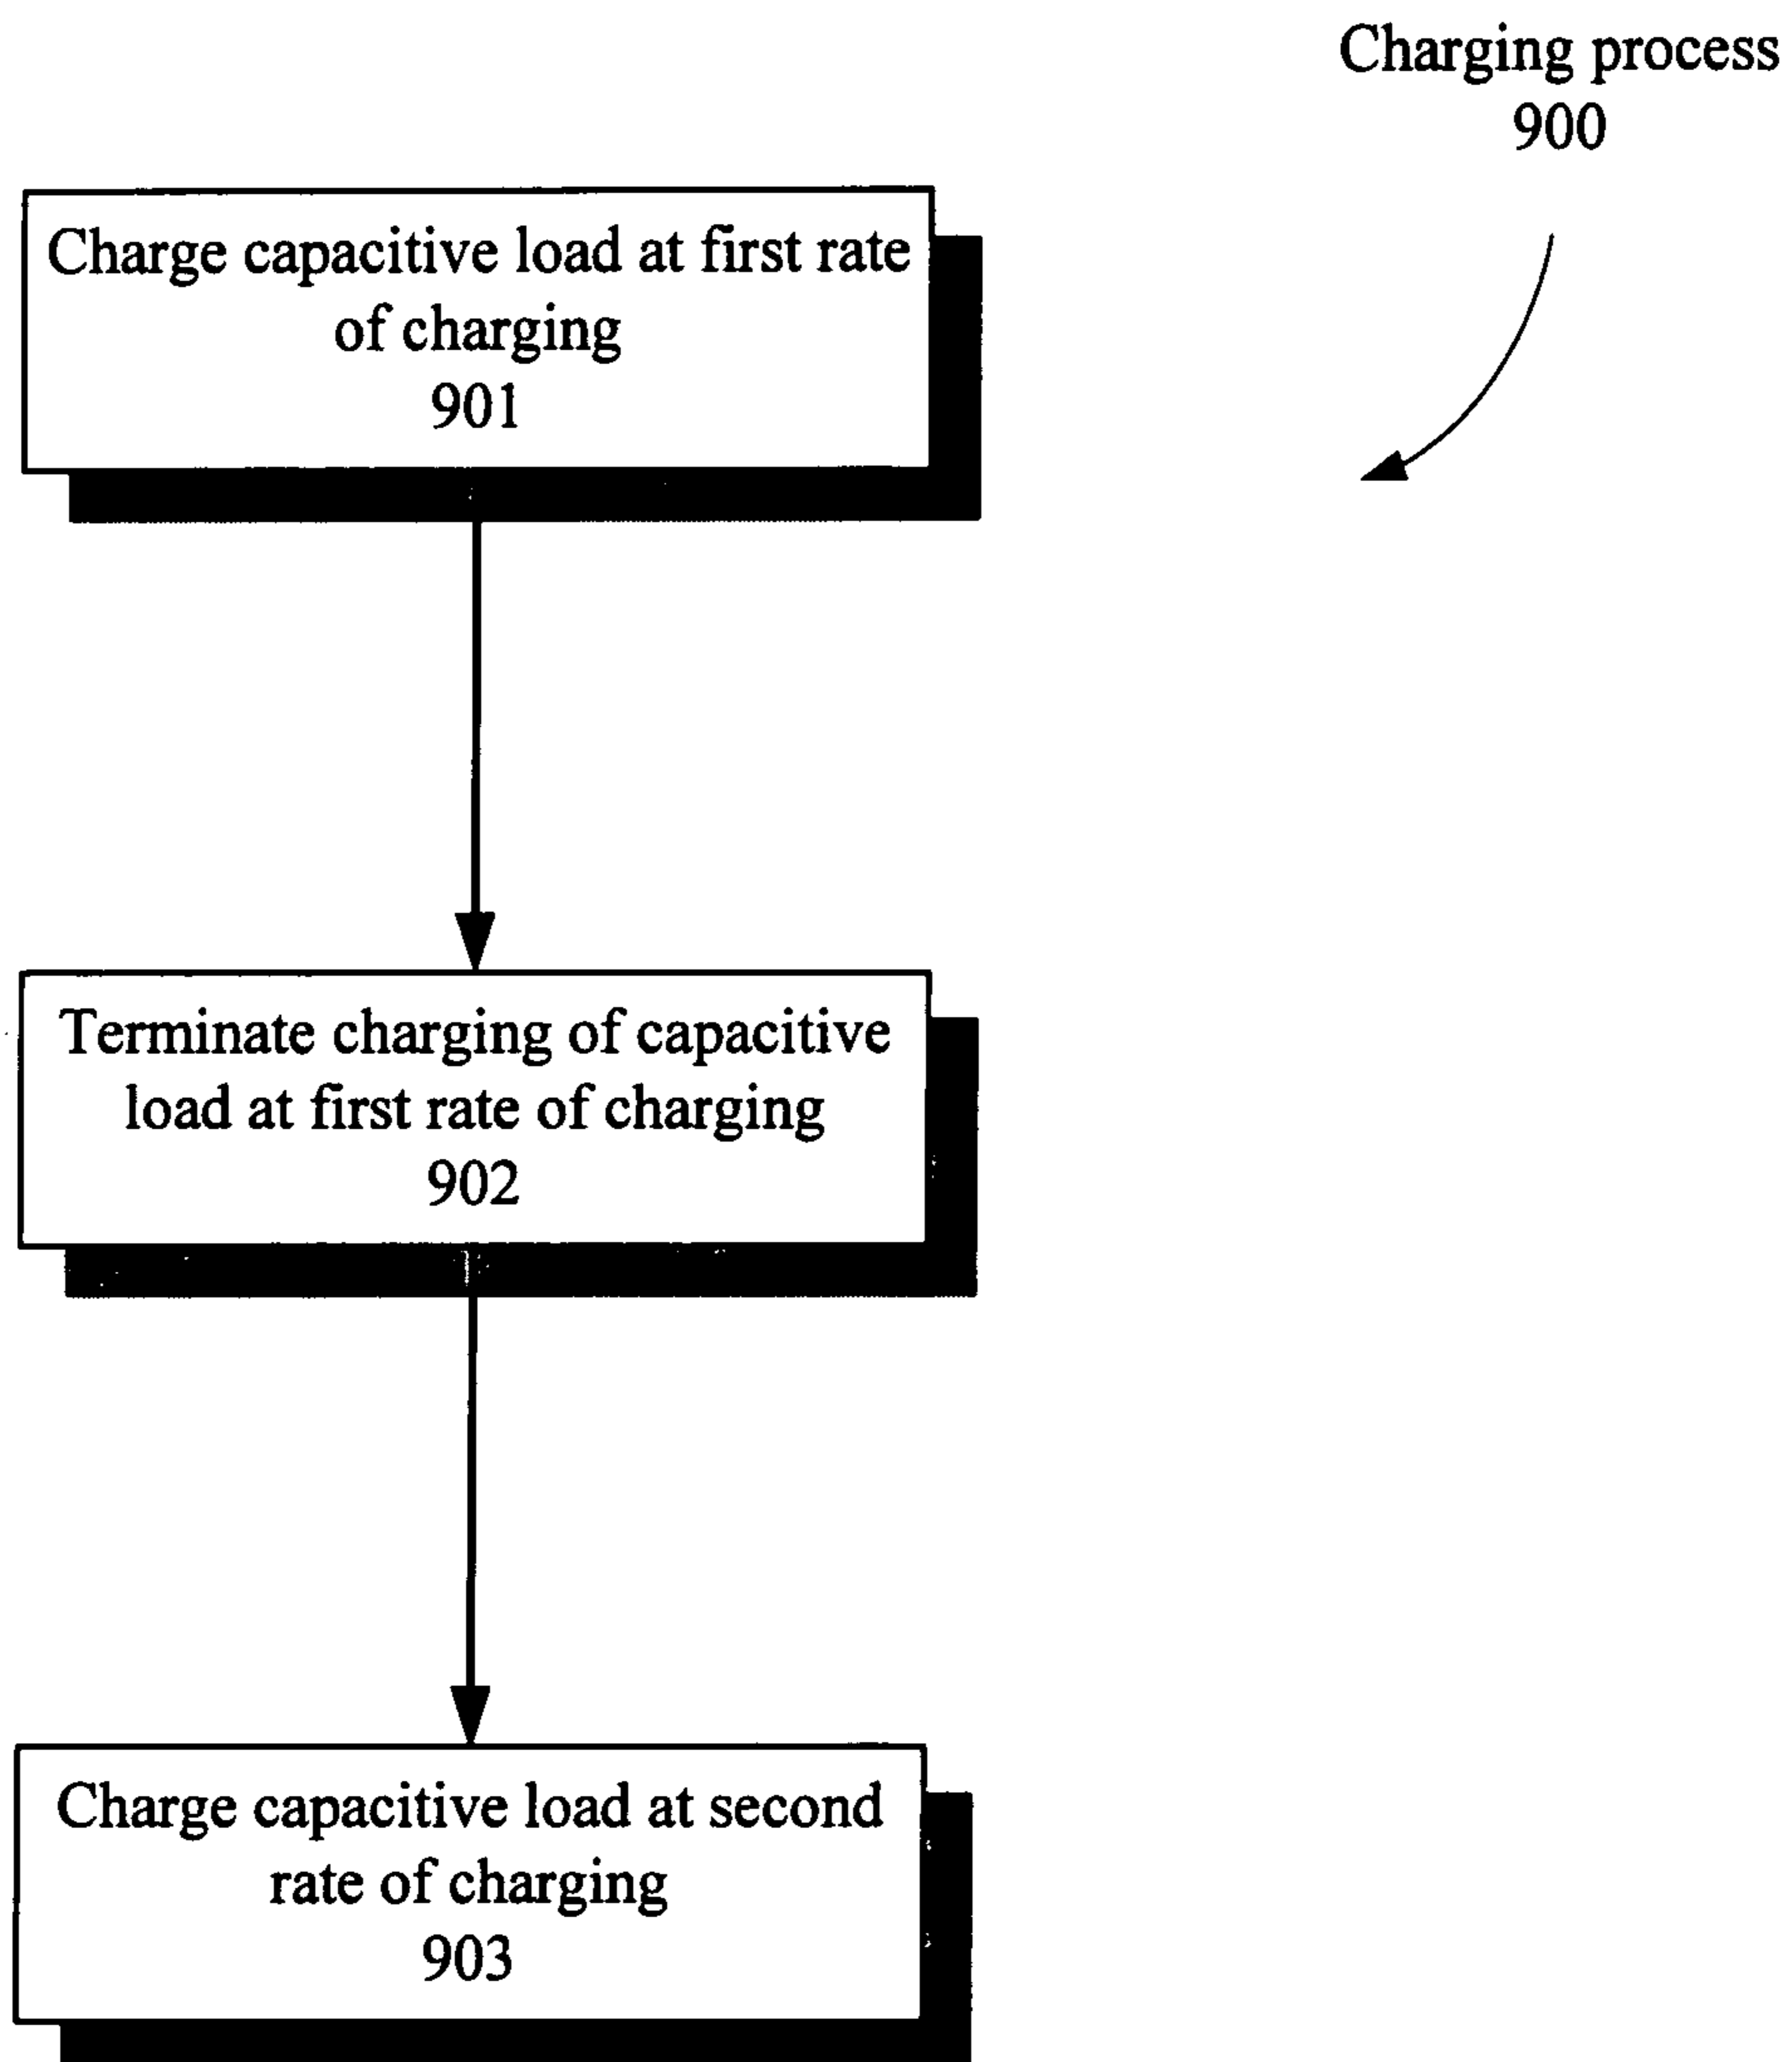 Charging process
900
Charge capacitive load at first rate
of charging
901
Terminate charging of capacitive
load at first rate of charging
902
Charge capacitive load at second
rate of charging
903